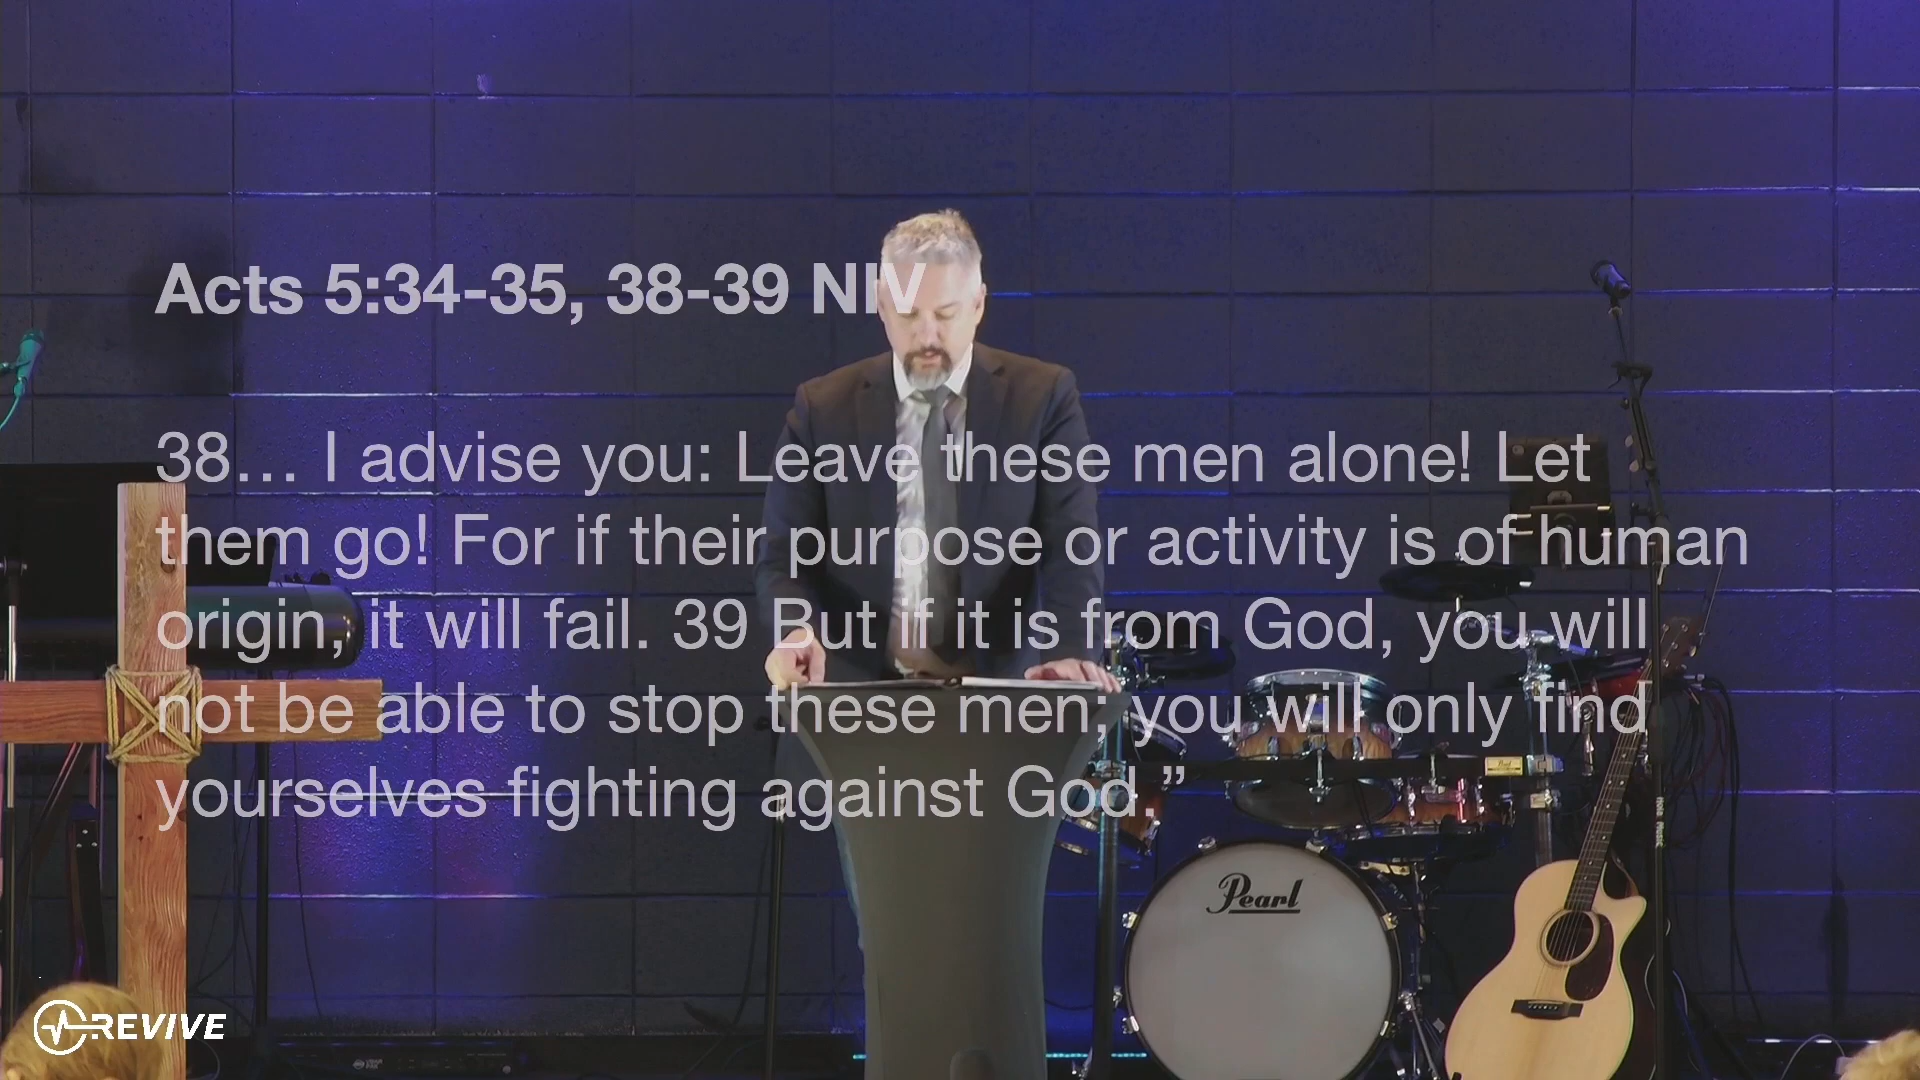 Acts 5:34-35, 38-39 NIV
38… I advise you: Leave these men alone! Let
them go! For if their purpose or activity is of human
origin, it will fail. 39 But if it is from God, you will
not be able to stop these men; you will only find
yourselves fighting against God.”
Pearl
REVIVE